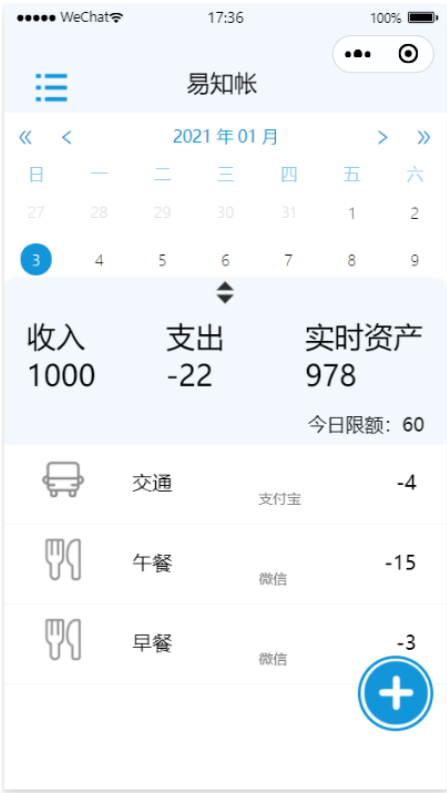 WeChat 17:36 100%
易知帐
« < 2021 年 01 月 > »
日 一 二 三 四 五 六
27 28 29 30 31 1 2
3 4 5 6 7 8 9
收入 支出 实时资产
1000 -22 978
今日限额：60
交通 支付宝 -4
午餐 微信 -15
早餐 微信 -3